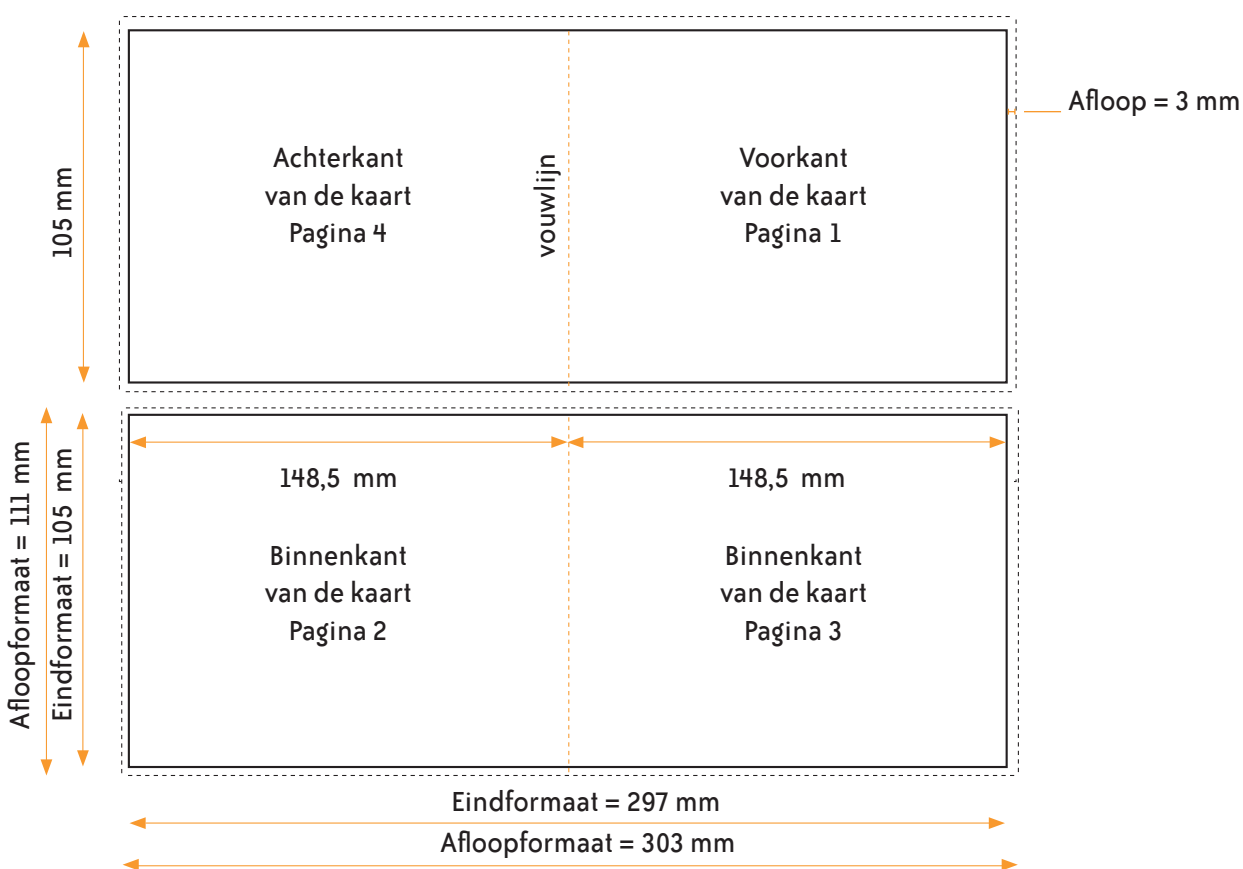 Afloop = 3 mm
105 mm
Achterkant
van de kaart
Pagina 4
vouwlijn
Voorkant
van de kaart
Pagina 1
Afloopformaat = 111 mm
Eindformaat = 105 mm
148,5 mm
148,5 mm
Binnenkant
van de kaart
Pagina 2
Binnenkant
van de kaart
Pagina 3
Eindformaat = 297 mm
Afloopformaat = 303 mm